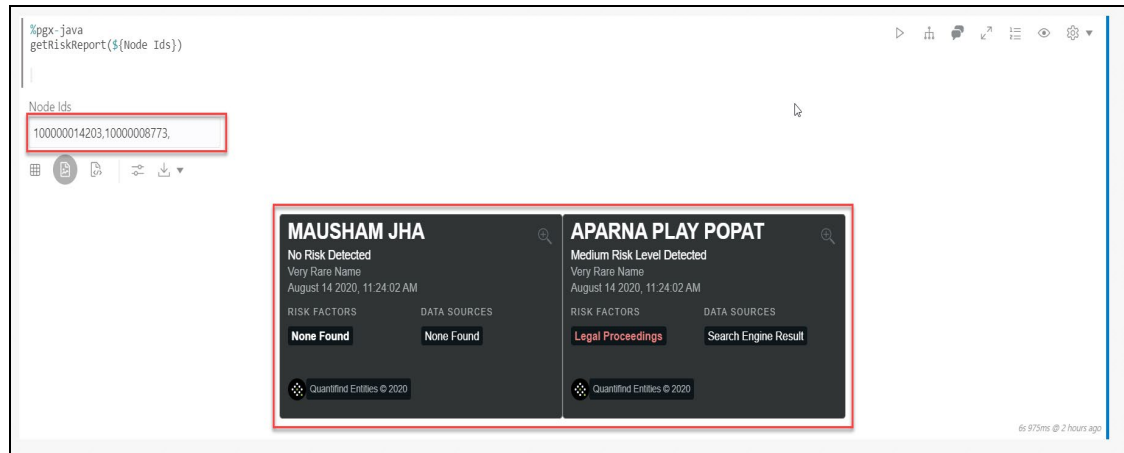 %pgx-java
getRiskReport(${Node Ids})
Node Ids
100000014203,10000008773,
MAUSHAM JHA
No Risk Detected
Very Rare Name
August 14 2020, 11:24:02 AM
RISK FACTORS DATA SOURCES
None Found None Found
Quantifind Entities © 2020
APARNA PLAY POPAT
Medium Risk Level Detected
Very Rare Name
August 14 2020, 11:24:02 AM
RISK FACTORS DATA SOURCES
Legal Proceedings Search Engine Result
Quantifind Entities © 2020
6s 975ms @ 2 hours ago